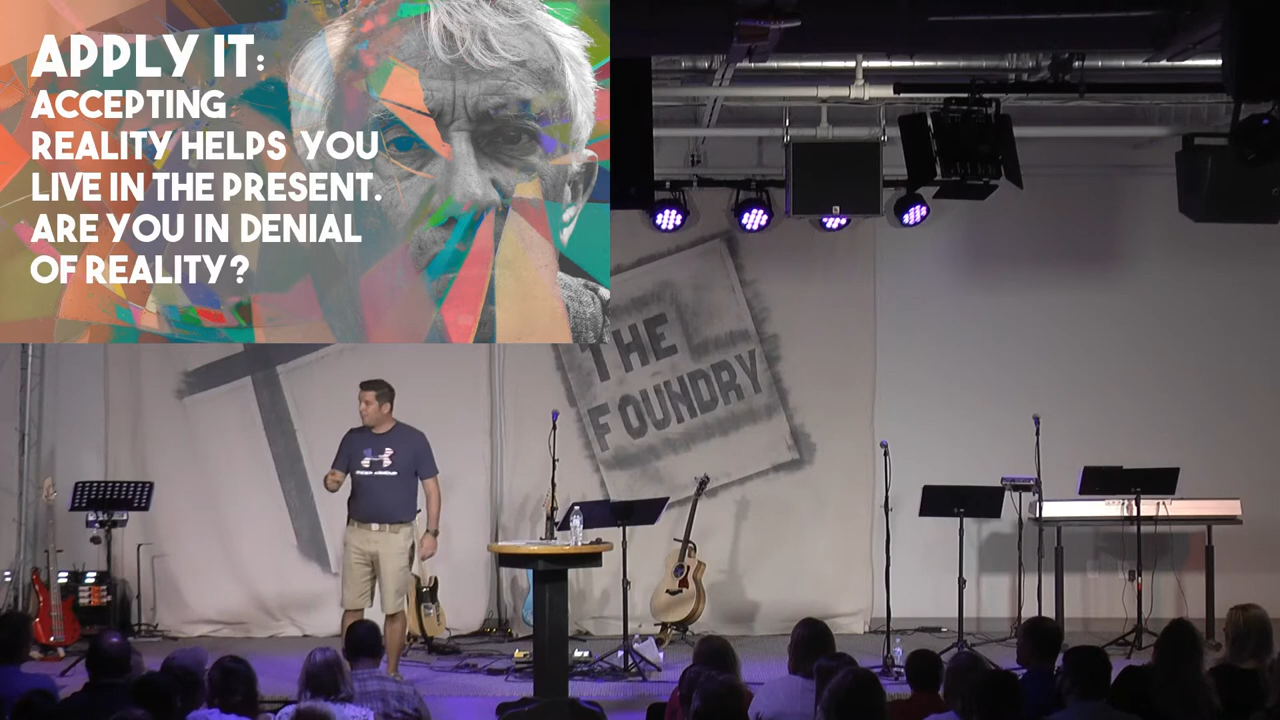 APPLY IT:
ACCEPTING
REALITY HELPS YOU
LIVE IN THE PRESENT.
ARE YOU IN DENIAL
OF REALITY?
THE
FOUNDRY